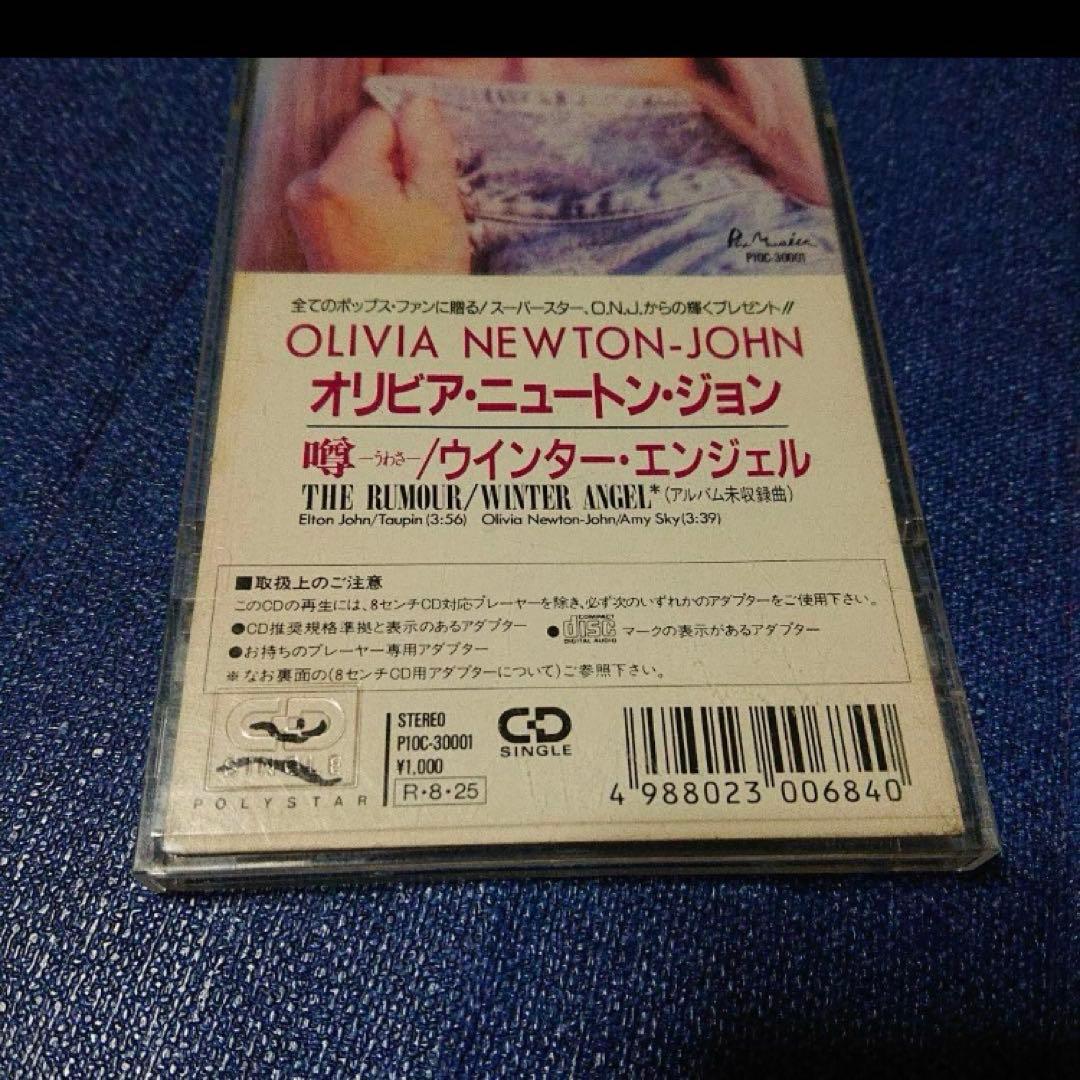 Pax Musica
P10C-30001
全てのポップス・ファンに贈る!スーパースター、O.N.J.からの輝くプレゼント!!
OLIVIA NEWTON-JOHN
オリビア・ニュートン・ジョン
噂―うわさ―/ウインター・エンジェル
THE RUMOUR/WINTER ANGEL*(アルバム未収録曲)
Elton John/Taupin(3:56) Olivia Newton-John/Amy Sky(3:39)
■取扱上のご注意
このCDの再生には、8センチCD対応プレーヤーを除き、必ず次のいずれかのアダプターをご使用下さい。
●CD推奨規格準拠と表示のあるアダプター ●COMPACT disc DIGITAL AUDIO マークの表示があるアダプター
●お持ちのプレーヤー専用アダプター
※なお裏面の(8センチCD用アダプターについて)ご参照下さい。
CD SINGLE
POLYSTAR
STEREO
P10C-30001
¥1,000
R・8・25
CD SINGLE
4 988023 006840